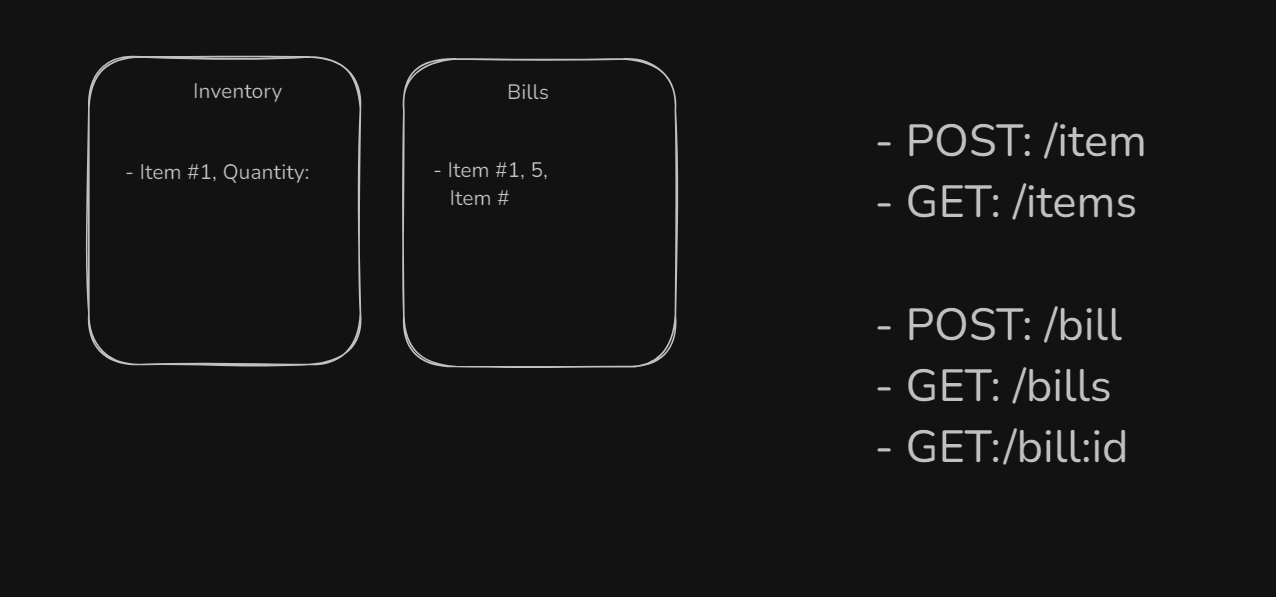 Inventory
- Item #1, Quantity:
Bills
- Item #1, 5,
Item #
- POST: /item
- GET: /items
- POST: /bill
- GET: /bills
- GET:/bill:id